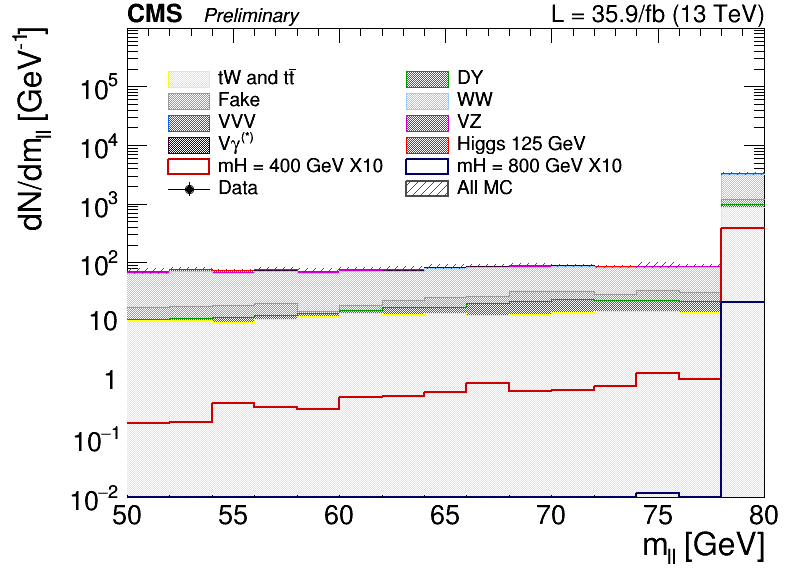 CMS Preliminary L = 35.9/fb (13 TeV)
dN/dm_ll [GeV⁻¹]
tW and tt̄ DY
Fake WW
VVV VZ
Vγ⁽*⁾ Higgs 125 GeV
mH = 400 GeV X10 mH = 800 GeV X10
Data All MC
10⁵
10⁴
10³
10²
10
1
10⁻¹
10⁻²
50 55 60 65 70 75 80
m_ll [GeV]